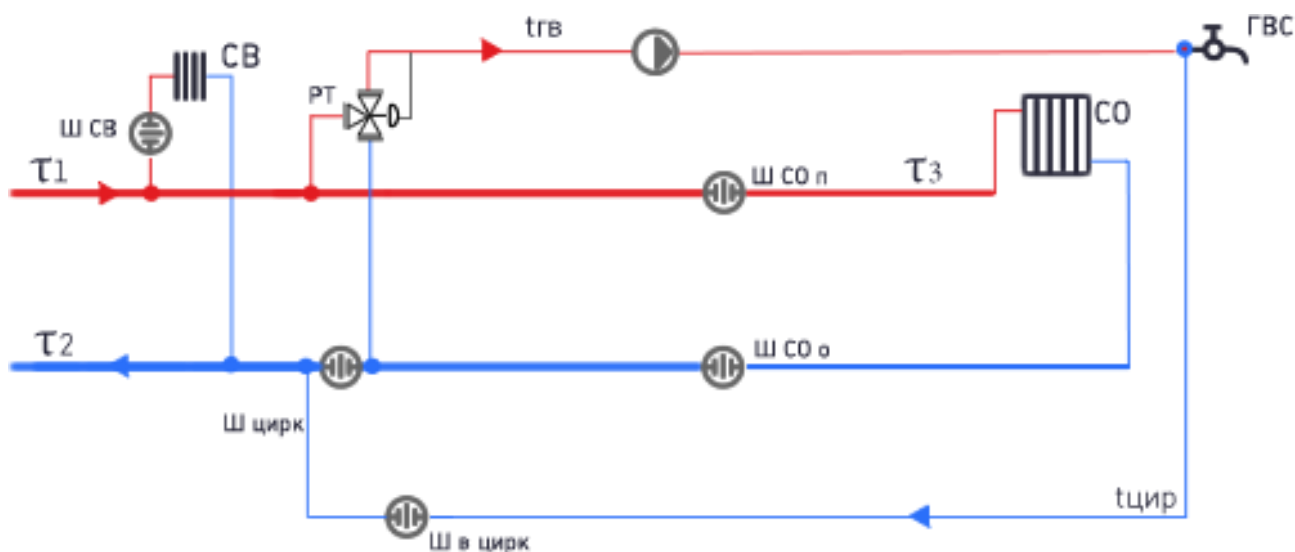 tгв
ГВС
СВ
РТ
Ш СВ
СО
τ1
Ш СО п
τ3
τ2
Ш СО о
Ш цирк
tцир
Ш в цирк